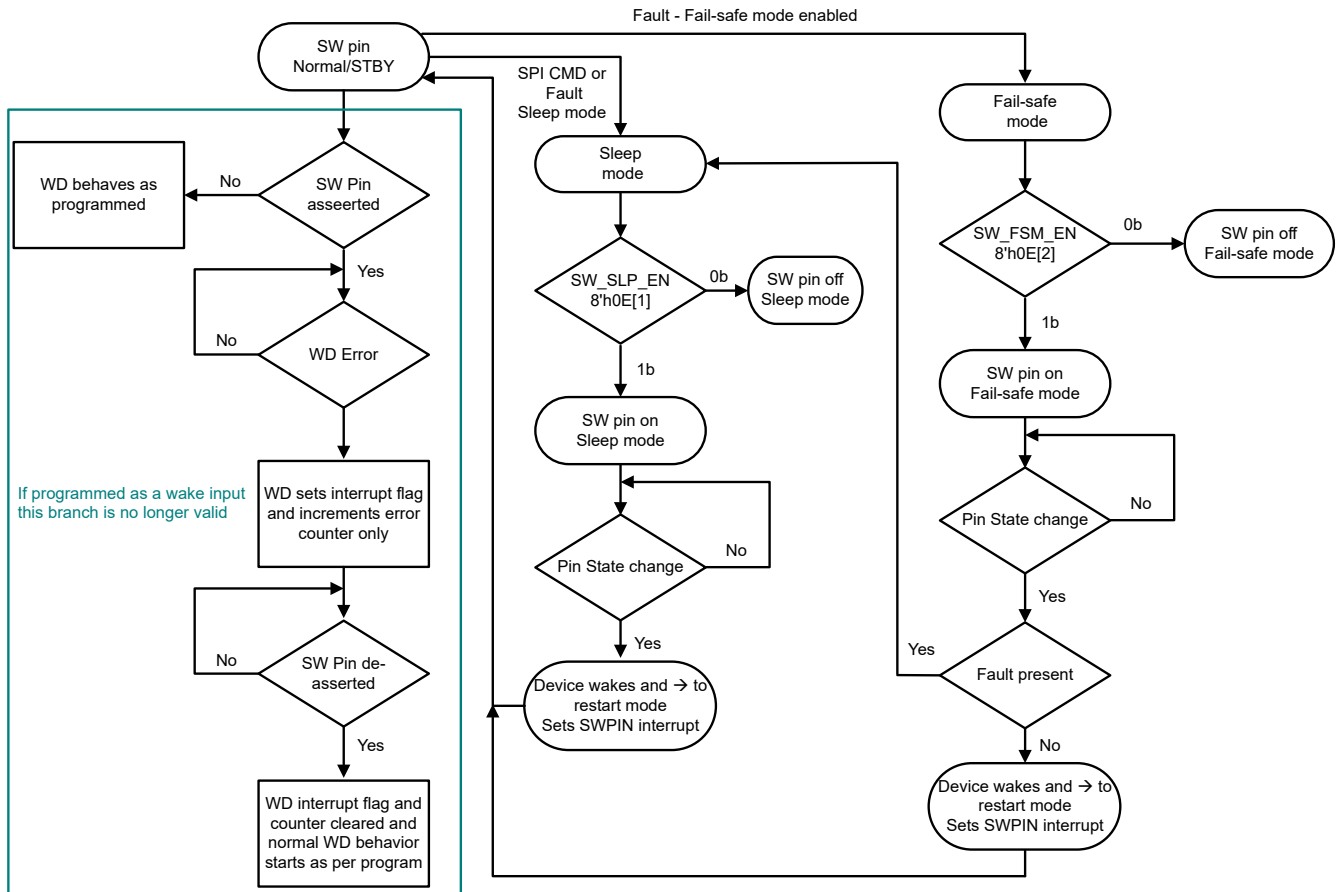 Fault - Fail-safe mode enabled
SW pin
Normal/STBY
SPI CMD or
Fault
Sleep mode
Fail-safe
mode
SW Pin
asseerted
No
WD behaves as
programmed
Yes
WD Error
No
WD sets interrupt flag
and increments error
counter only
If programmed as a wake input
this branch is no longer valid
SW Pin de-
asserted
No
Yes
WD interrupt flag and
counter cleared and
normal WD behavior
starts as per program
Sleep
mode
SW_SLP_EN
8'h0E[1]
0b
SW pin off
Sleep mode
1b
SW pin on
Sleep mode
Pin State change
No
Yes
Device wakes and → to
restart mode
Sets SWPIN interrupt
SW_FSM_EN
8'h0E[2]
0b
SW pin off
Fail-safe mode
1b
SW pin on
Fail-safe mode
Pin State change
No
Yes
Fault present
Yes
No
Device wakes and → to
restart mode
Sets SWPIN interrupt